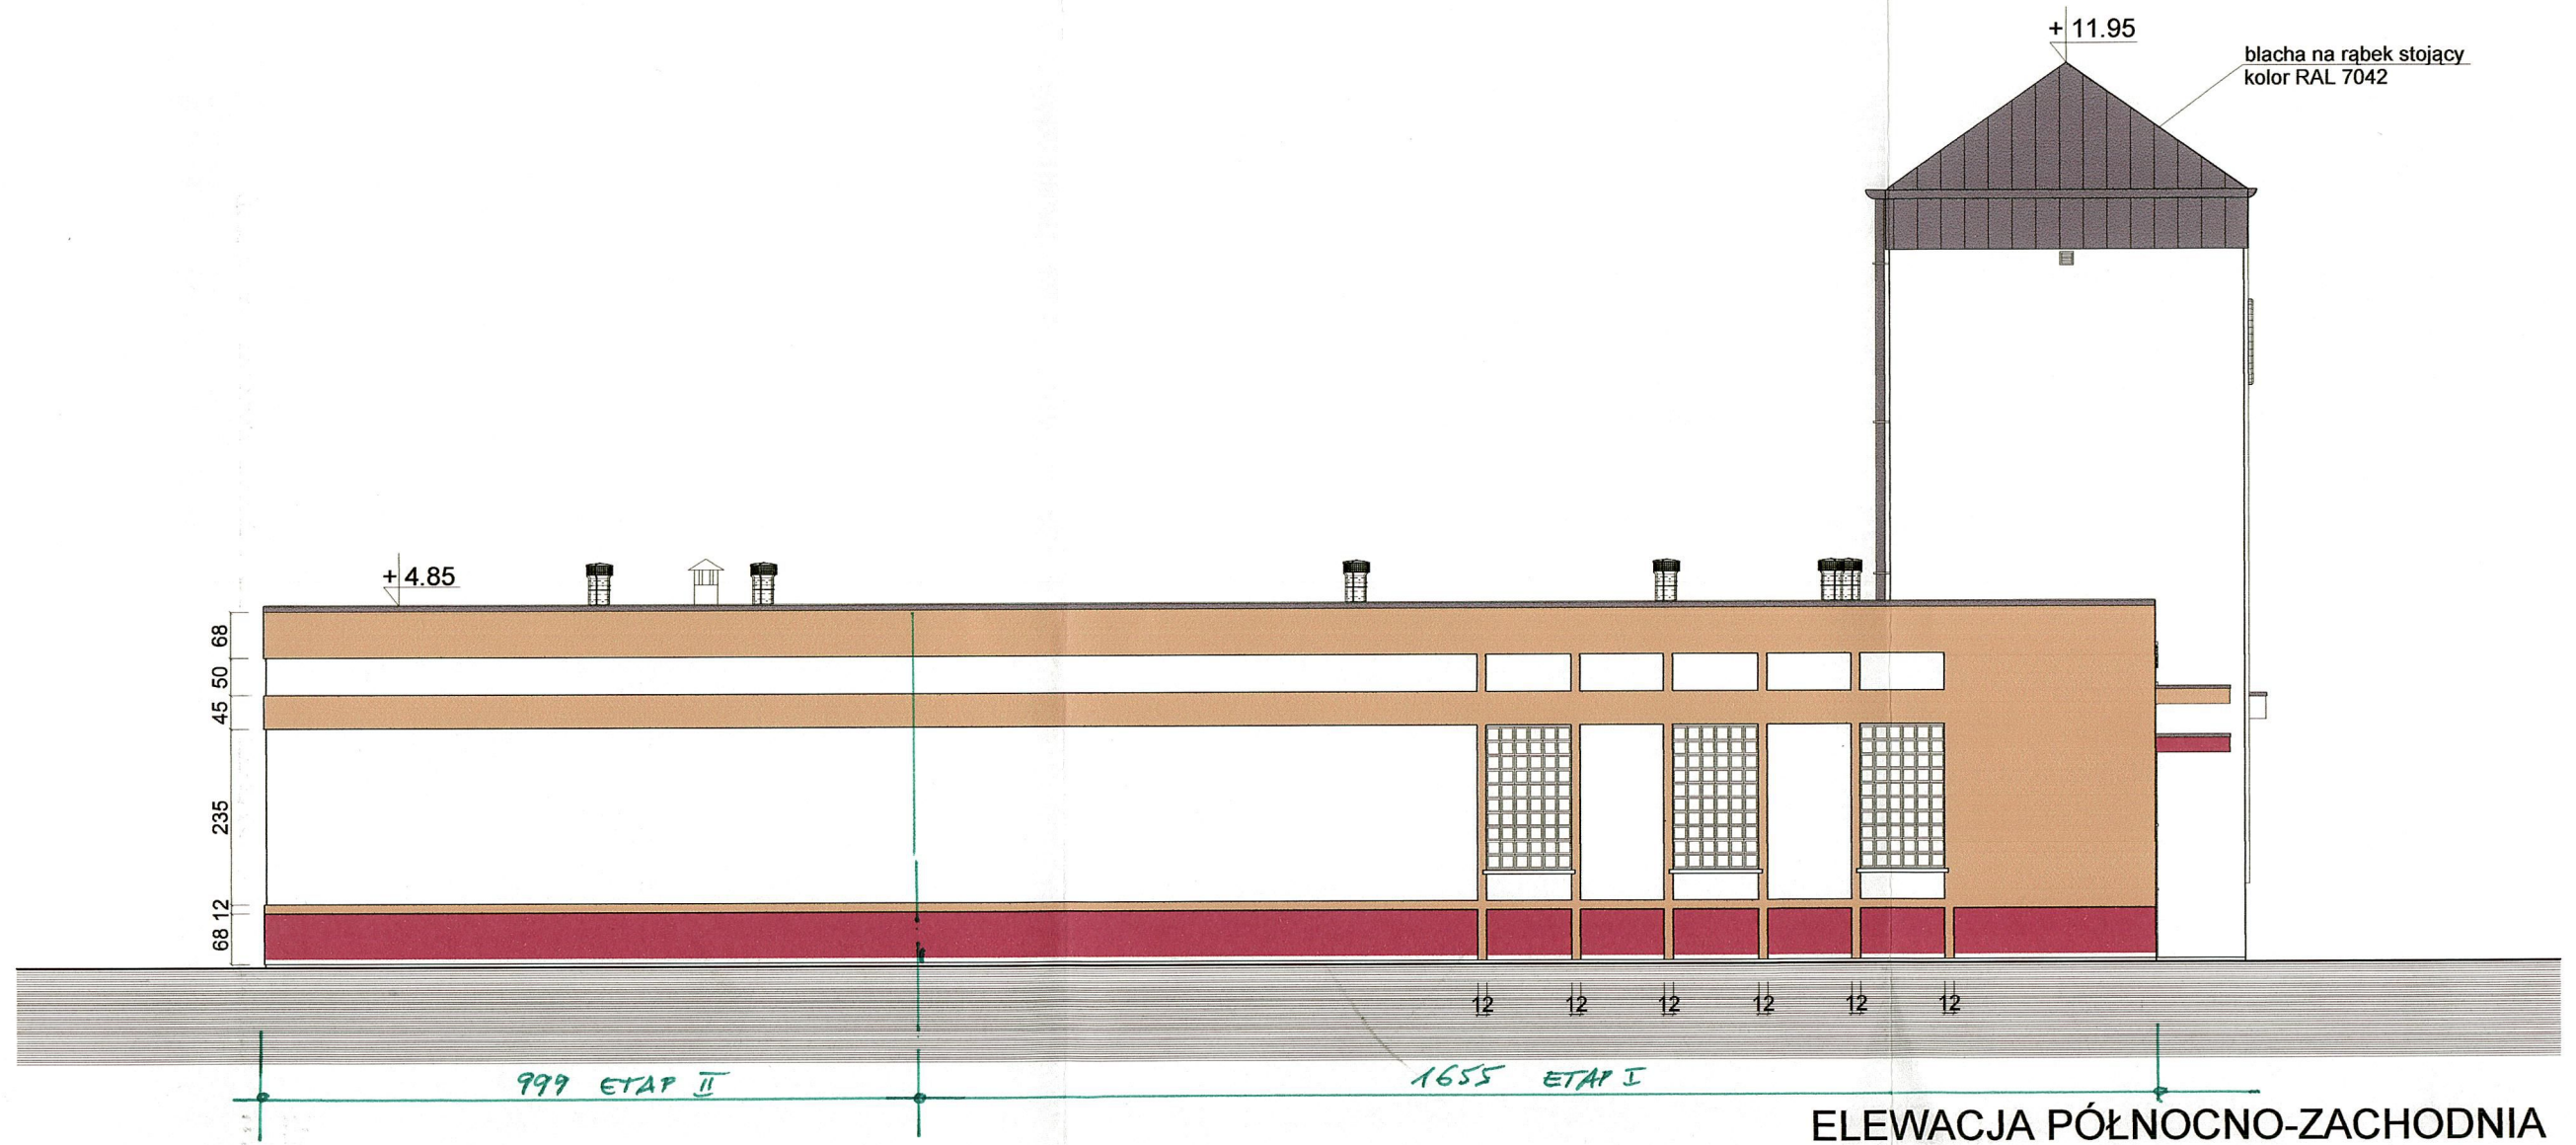 + 11.95
blacha na rąbek stojący
kolor RAL 7042
+ 4.85
68
50
45
235
12
68
12 12 12 12 12 12
999 ETAP II
1655 ETAP I
ELEWACJA PÓŁNOCNO-ZACHODNIA